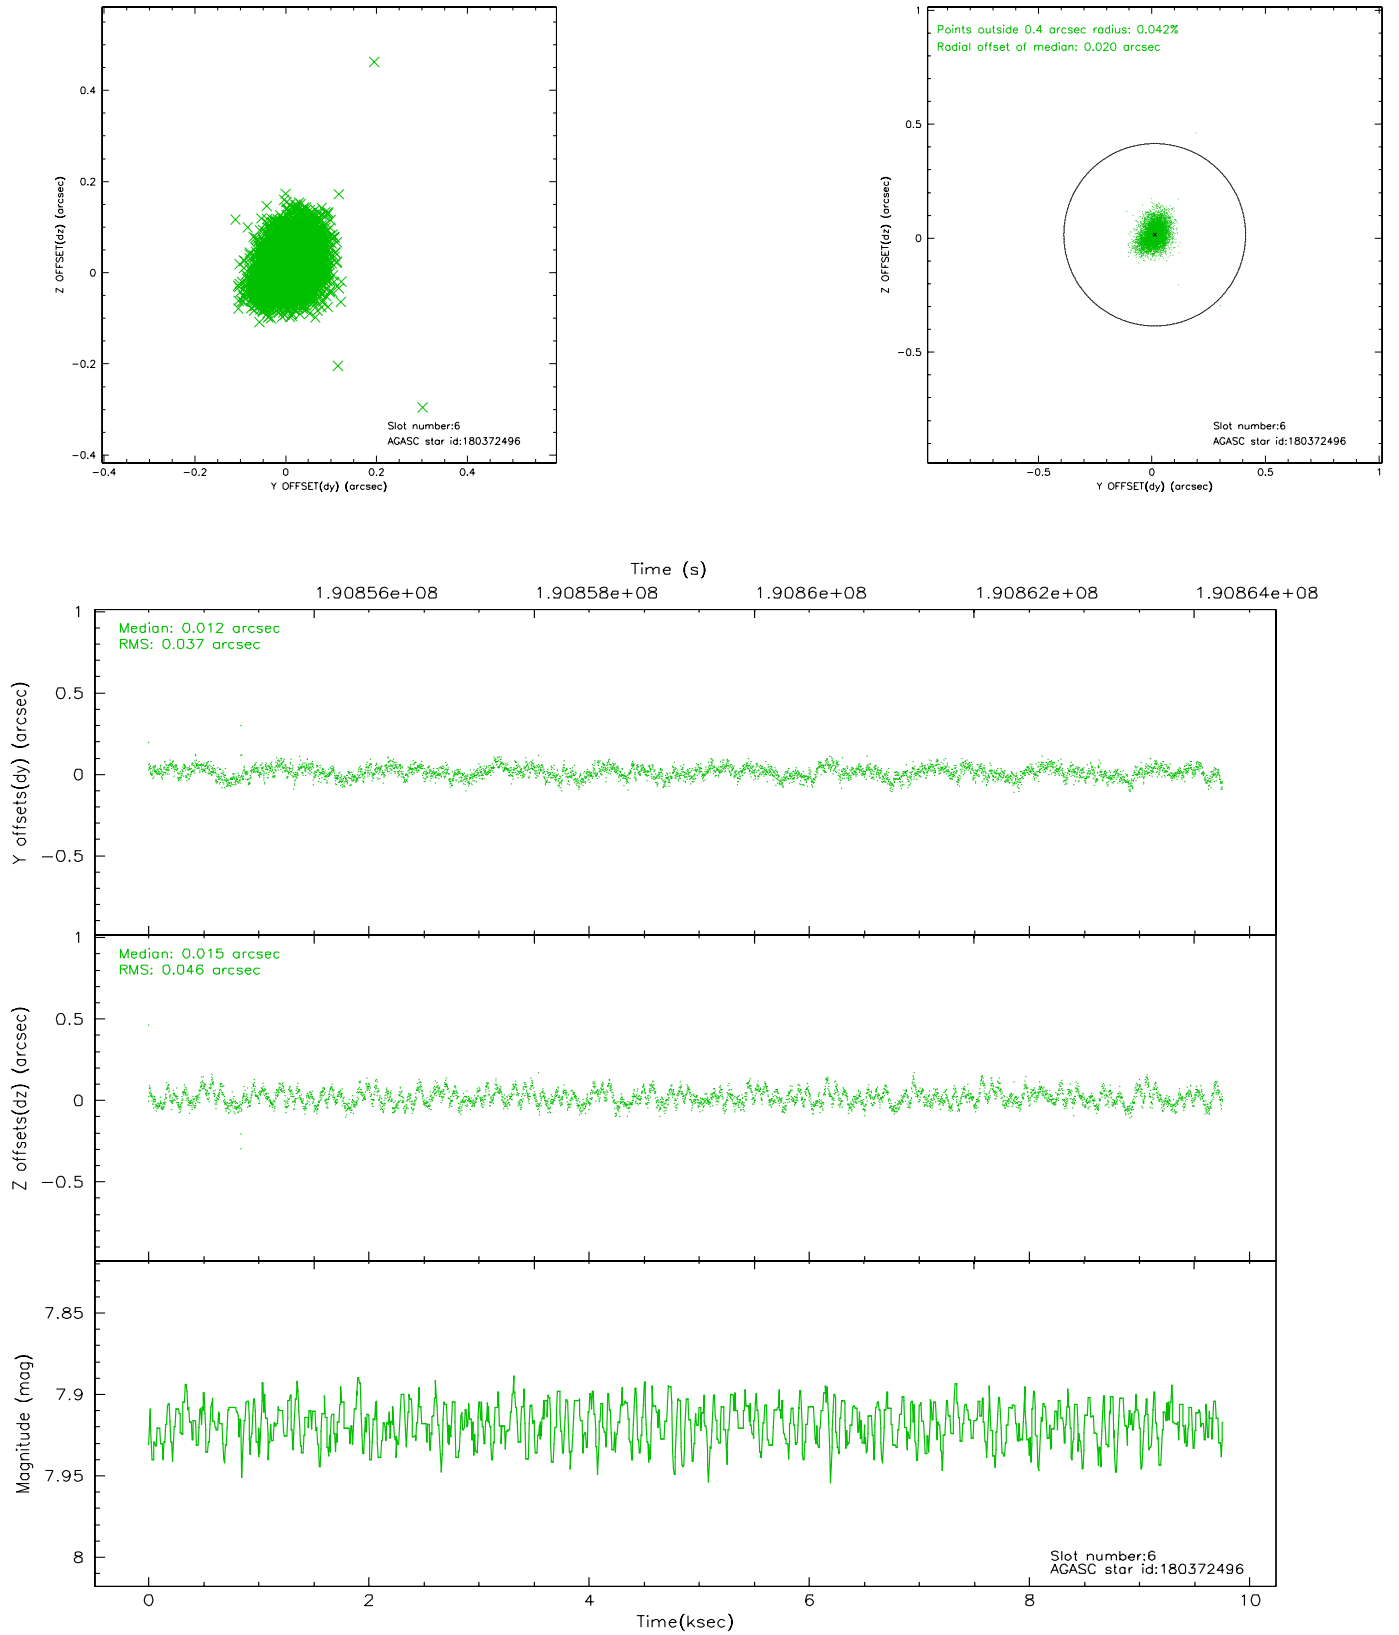 0.4
0.2
0
−0.2
−0.4
Z OFFSET(dz) (arcsec)
−0.4
−0.2
0
0.2
0.4
Y OFFSET(dy) (arcsec)
Slot number:6
AGASC star id:180372496
Points outside 0.4 arcsec radius: 0.042%
Radial offset of median: 0.020 arcsec
1
0.5
0
−0.5
Z OFFSET(dz) (arcsec)
−0.5
0
0.5
1
Y OFFSET(dy) (arcsec)
Slot number:6
AGASC star id:180372496
Time (s)
1.90856e+08
1.90858e+08
1.9086e+08
1.90862e+08
1.90864e+08
Median: 0.012 arcsec
RMS: 0.037 arcsec
1
0.5
0
−0.5
Y offsets(dy) (arcsec)
Median: 0.015 arcsec
RMS: 0.046 arcsec
1
0.5
0
−0.5
Z offsets(dz) (arcsec)
7.85
7.9
7.95
8
Magnitude (mag)
Slot number:6
AGASC star id:180372496
0
2
4
6
8
10
Time(ksec)